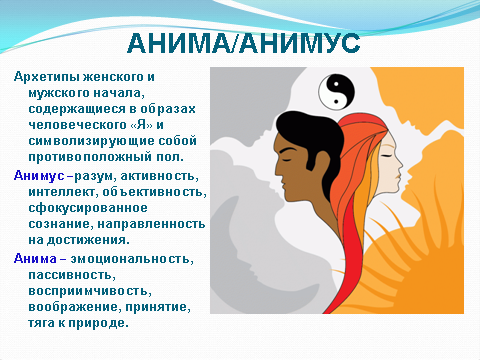 АНИМА/АНИМУС
Архетипы женского и
мужского начала,
содержащиеся в образах
человеческого «Я» и
символизирующие собой
противоположный пол.
Анимус –разум, активность,
интеллект, объективность,
сфокусированное
сознание, направленность
на достижения.
Анима – эмоциональность,
пассивность,
восприимчивость,
воображение, принятие,
тяга к природе.